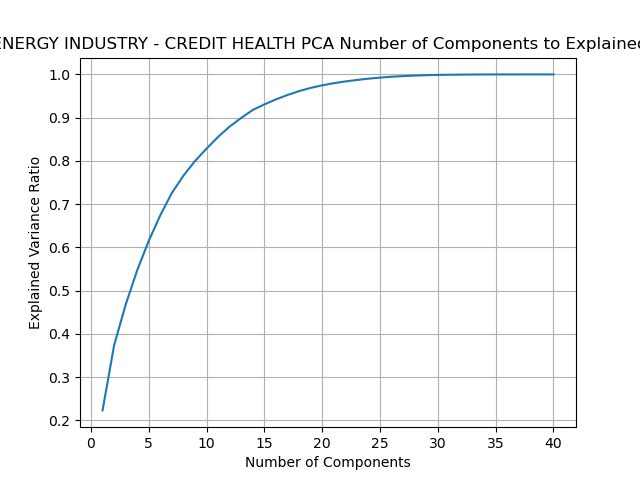 ENERGY INDUSTRY - CREDIT HEALTH PCA Number of Components to Explained
1.0
0.9
0.8
0.7
0.6
0.5
0.4
0.3
0.2
Explained Variance Ratio
0 5 10 15 20 25 30 35 40
Number of Components